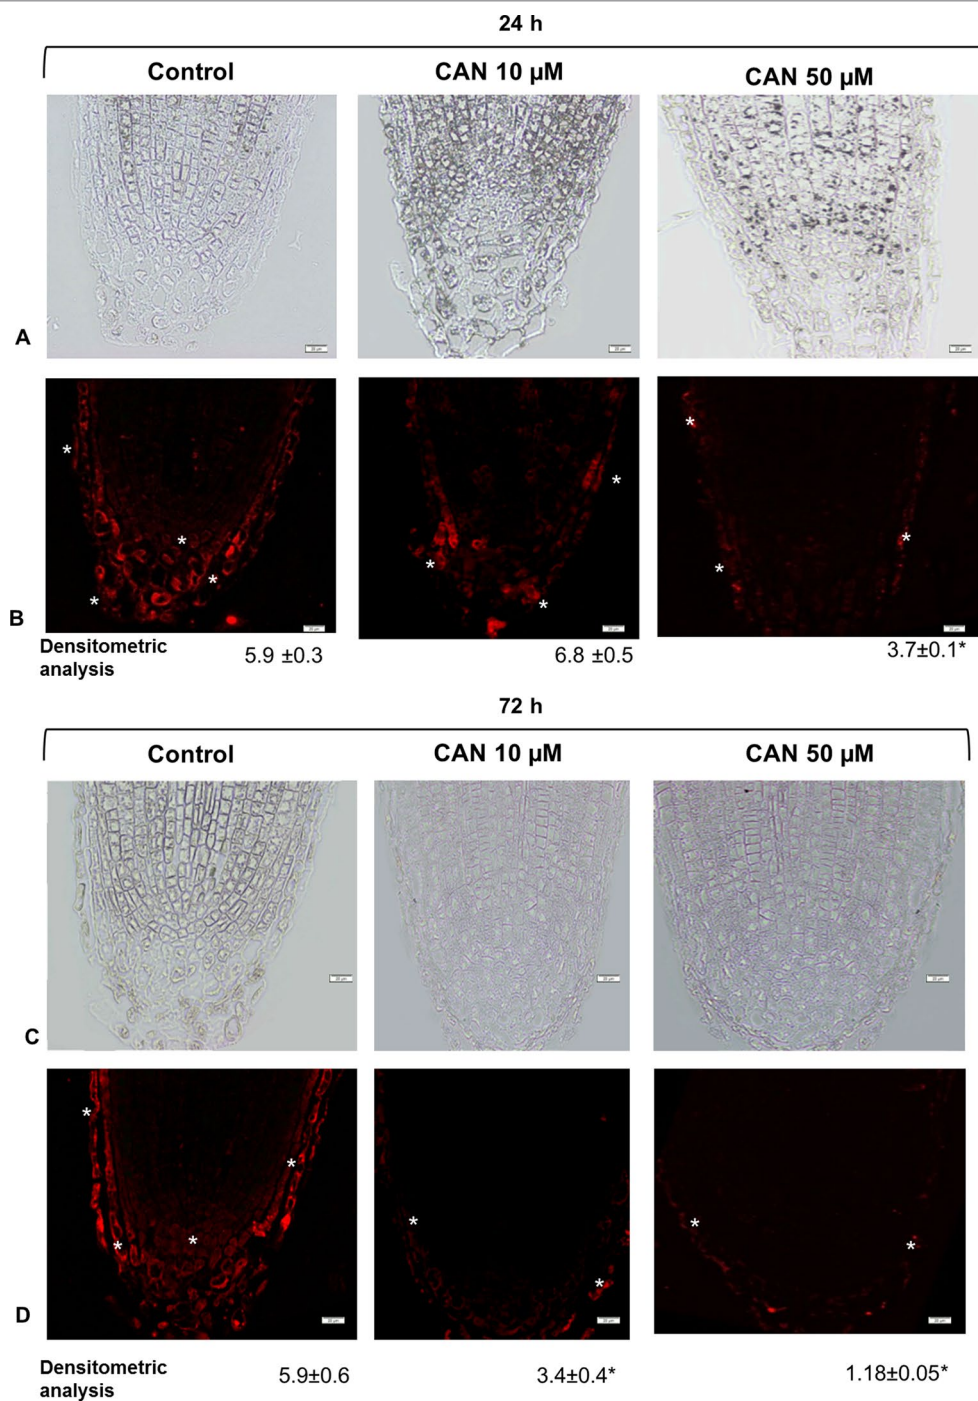 24 h
Control
CAN 10 µM
CAN 50 µM
A
*
*
*
*
*
*
*
*
*
*
B
Densitometric
analysis
5.9 ±0.3
6.8 ±0.5
3.7±0.1*
72 h
Control
CAN 10 µM
CAN 50 µM
C
*
*
*
*
*
*
*
*
D
Densitometric
analysis
5.9±0.6
3.4±0.4*
1.18±0.05*